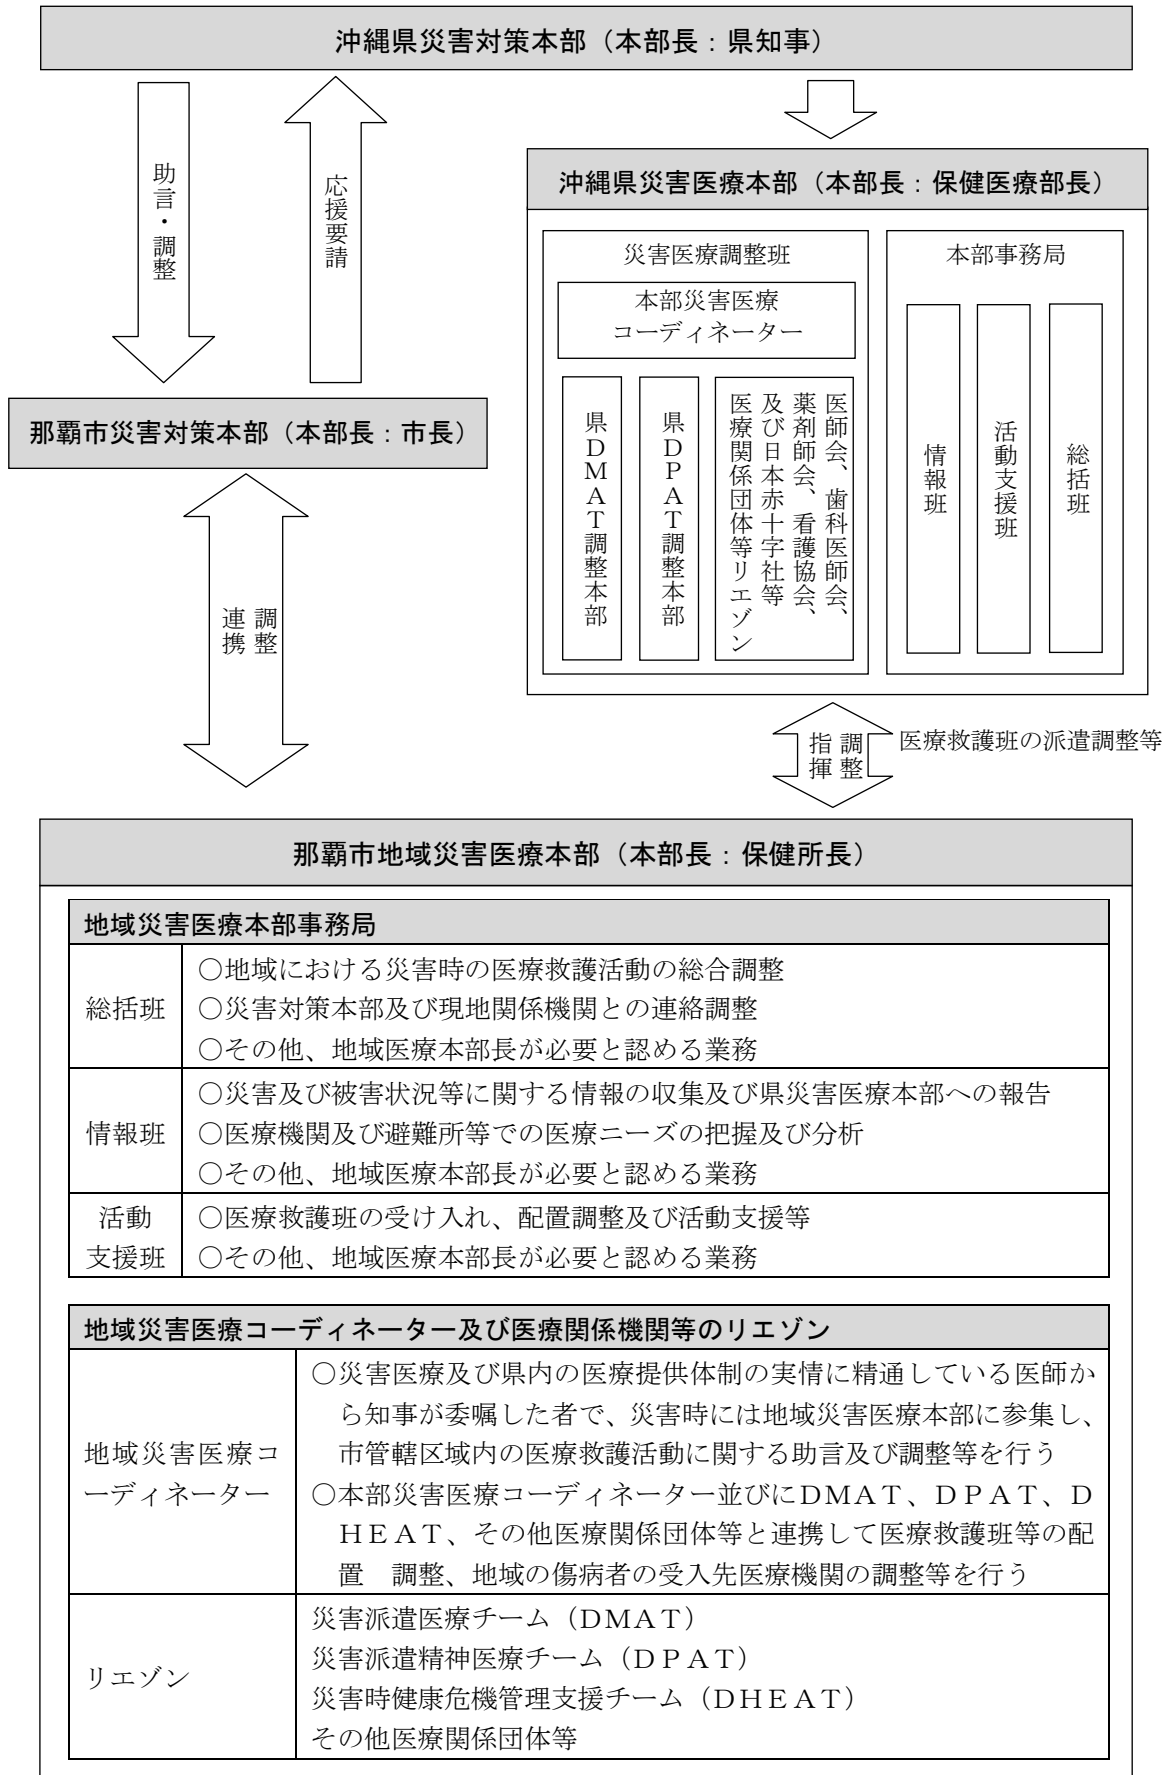 沖縄県災害対策本部（本部長：県知事）
助言・調整
応援要請
沖縄県災害医療本部（本部長：保健医療部長）
災害医療調整班
本部災害医療
コーディネーター
県ＤＭＡＴ調整本部
県ＤＰＡＴ調整本部
医師会、歯科医師会、
薬剤師会、看護協会、
及び日本赤十字社等
医療関係団体等リエゾン
本部事務局
情報班
活動支援班
総括班
那覇市災害対策本部（本部長：市長）
調整
連携
調整
指揮
医療救護班の派遣調整等
那覇市地域災害医療本部（本部長：保健所長）
地域災害医療本部事務局
総括班
○地域における災害時の医療救護活動の総合調整
○災害対策本部及び現地関係機関との連絡調整
○その他、地域医療本部長が必要と認める業務
情報班
○災害及び被害状況等に関する情報の収集及び県災害医療本部への報告
○医療機関及び避難所等での医療ニーズの把握及び分析
○その他、地域医療本部長が必要と認める業務
活動
支援班
○医療救護班の受け入れ、配置調整及び活動支援等
○その他、地域医療本部長が必要と認める業務
地域災害医療コーディネーター及び医療関係機関等のリエゾン
地域災害医療コ
ーディネーター
○災害医療及び県内の医療提供体制の実情に精通している医師か
ら知事が委嘱した者で、災害時には地域災害医療本部に参集し、
市管轄区域内の医療救護活動に関する助言及び調整等を行う
○本部災害医療コーディネーター並びにＤＭＡＴ、ＤＰＡＴ、Ｄ
ＨＥＡＴ、その他医療関係団体等と連携して医療救護班等の配
置　調整、地域の傷病者の受入先医療機関の調整等を行う
リエゾン
災害派遣医療チーム（ＤＭＡＴ）
災害派遣精神医療チーム（ＤＰＡＴ）
災害時健康危機管理支援チーム（ＤＨＥＡＴ）
その他医療関係団体等